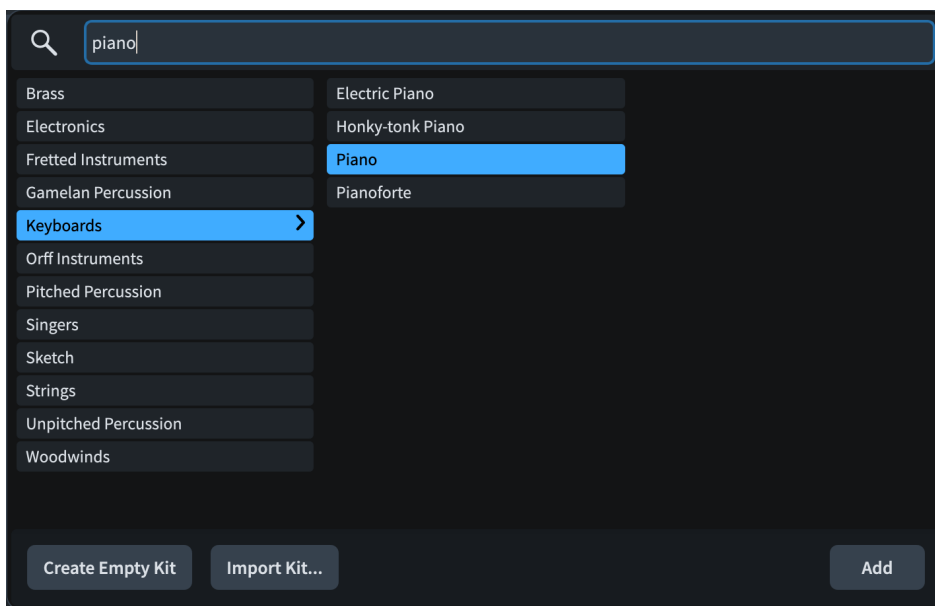 piano
Brass
Electronics
Fretted Instruments
Gamelan Percussion
Keyboards
Orff Instruments
Pitched Percussion
Singers
Sketch
Strings
Unpitched Percussion
Woodwinds
Electric Piano
Honky-tonk Piano
Piano
Pianoforte
Create Empty Kit
Import Kit...
Add